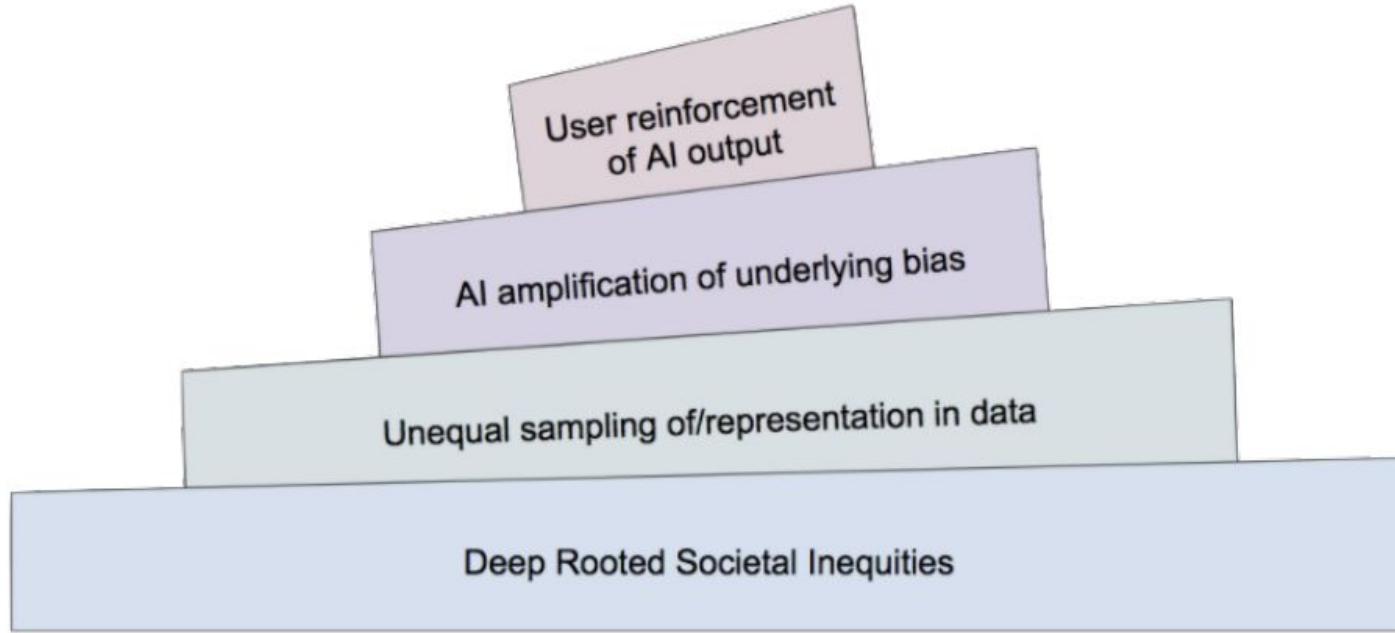 User reinforcement
of AI output
AI amplification of underlying bias
Unequal sampling of/representation in data
Deep Rooted Societal Inequities